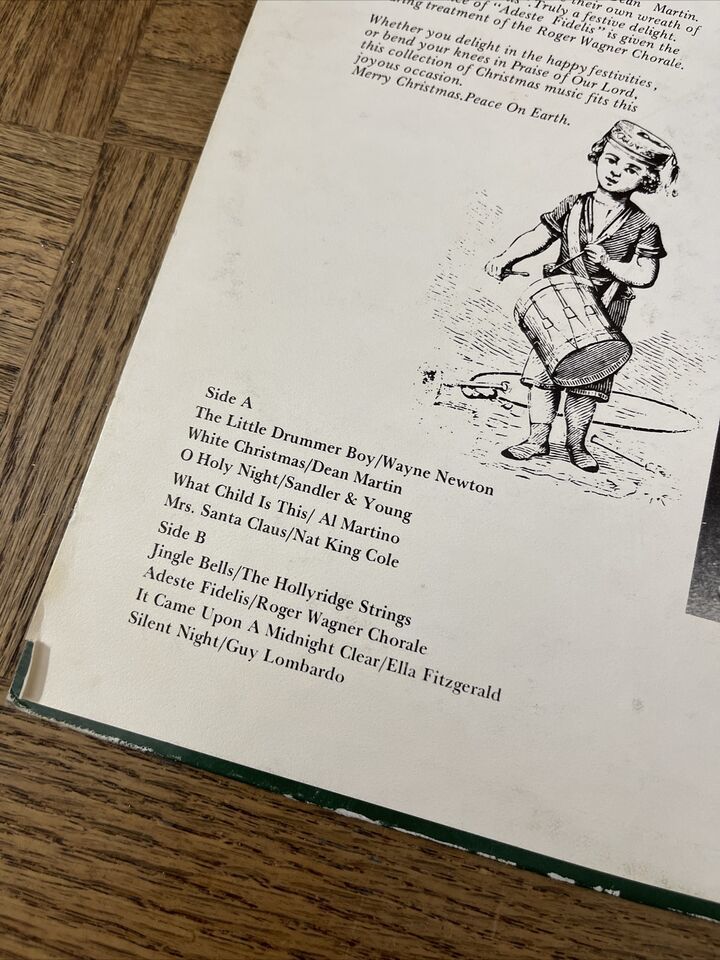 Martin.
their own wreath of
Truly a festive delight.
of "Adeste Fidelis" is given the
treatment of the Roger Wagner Chorale.
Whether you delight in the happy festivities,
or bend your knees in Praise of Our Lord,
this collection of Christmas music fits this
joyous occasion.
Merry Christmas.Peace On Earth.
Side A
The Little Drummer Boy/Wayne Newton
White Christmas/Dean Martin
O Holy Night/Sandler & Young
What Child Is This/ Al Martino
Mrs. Santa Claus/Nat King Cole
Side B
Jingle Bells/The Hollyridge Strings
Adeste Fidelis/Roger Wagner Chorale
It Came Upon A Midnight Clear/Ella Fitzgerald
Silent Night/Guy Lombardo